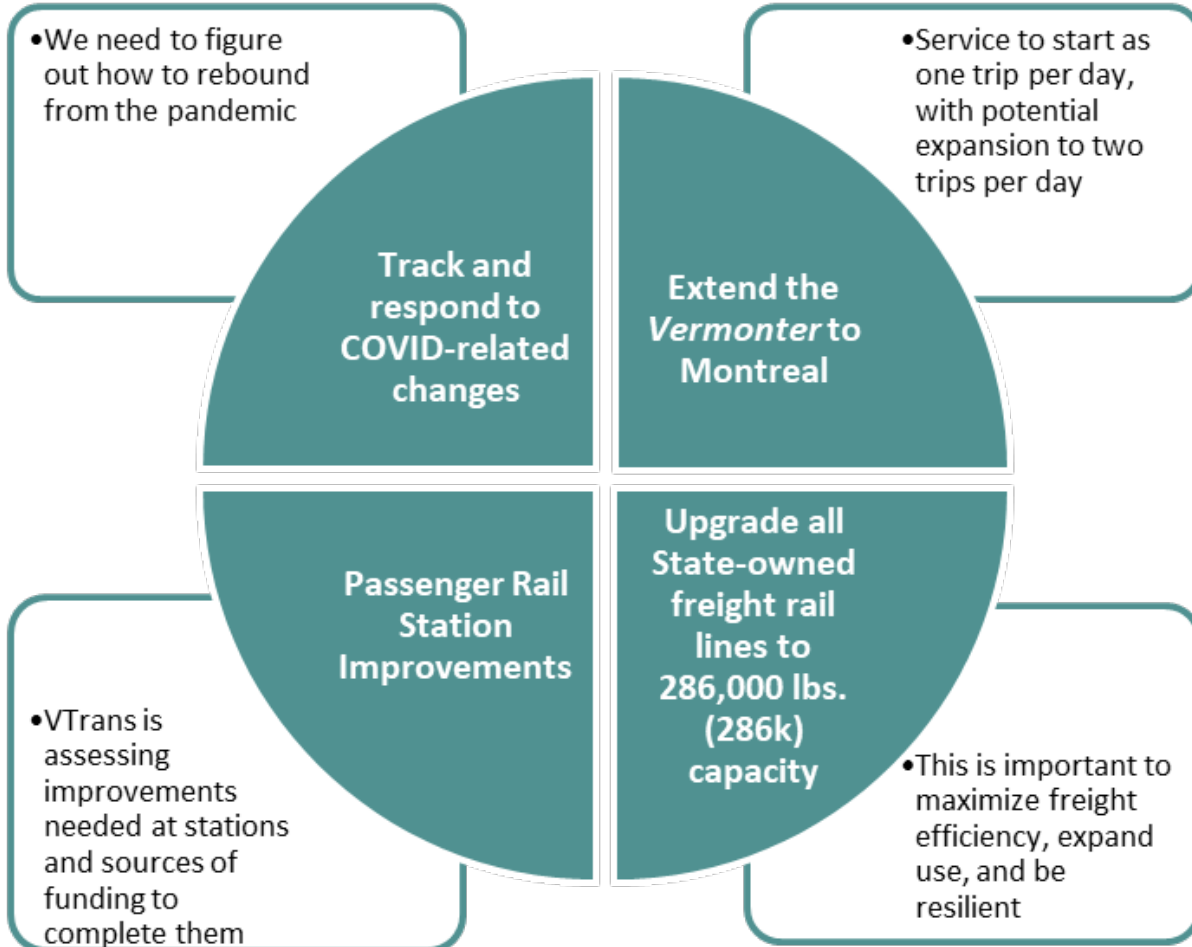 •We need to figure
out how to rebound
from the pandemic
•Service to start as
one trip per day,
with potential
expansion to two
trips per day
Track and
respond to
COVID-related
changes
Extend the
Vermonter to
Montreal
Passenger Rail
Station
Improvements
Upgrade all
State-owned
freight rail
lines to
286,000 lbs.
(286k)
capacity
•VTrans is
assessing
improvements
needed at stations
and sources of
funding to
complete them
•This is important to
maximize freight
efficiency, expand
use, and be
resilient